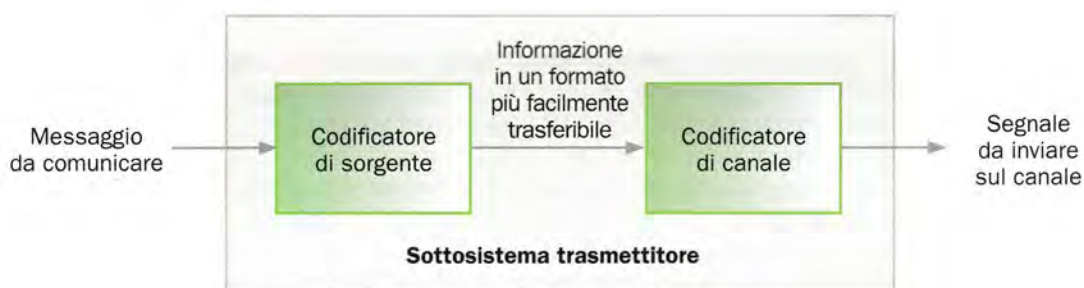 Messaggio
da comunicare
Codificatore
di sorgente
Informazione
in un formato
più facilmente
trasferibile
Codificatore
di canale
Segnale
da inviare
sul canale
Sottosistema trasmettitore